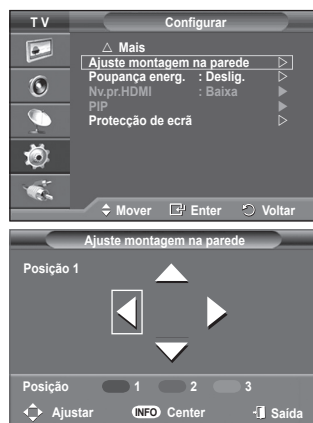 T V Configurar
△ Mais
Ajuste montagem na parede ▷
Poupança energ. : Deslig. ▷
Nv.pr.HDMI : Baixa ▶
PIP ▶
Protecção de ecrã ▷
Mover Enter Voltar
Ajuste montagem na parede
Posição 1
Posição 1 2 3
Ajustar INFO Center Saída